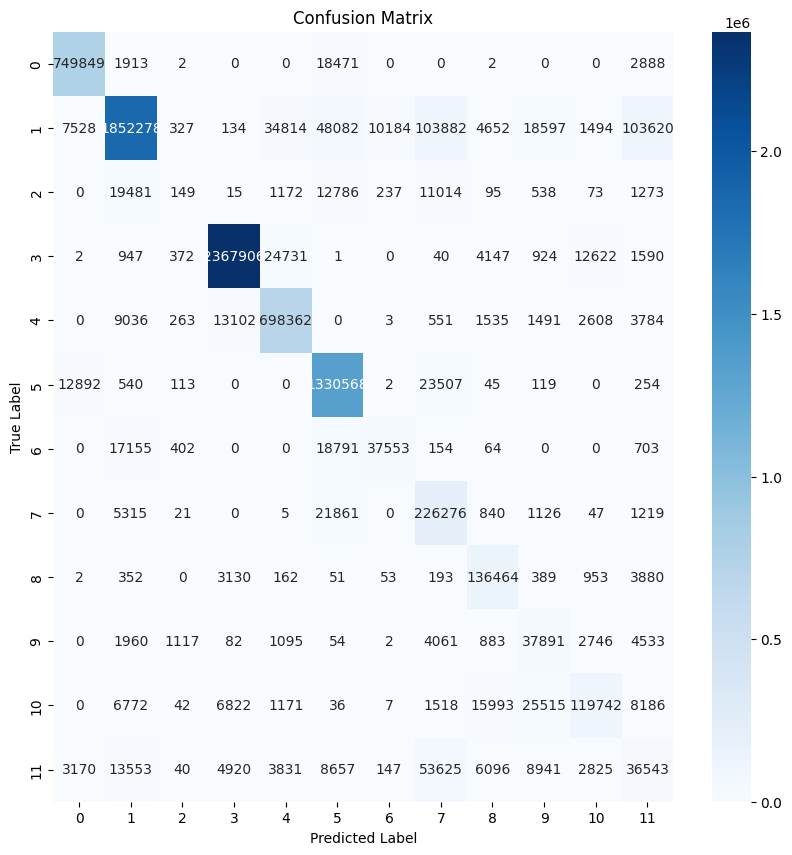 Confusion Matrix
1e6
0 749849 1913 2 0 0 18471 0 0 2 0 0 2888
1 7528 1852278 327 134 34814 48082 10184 103882 4652 18597 1494 103620
2 0 19481 149 15 1172 12786 237 11014 95 538 73 1273
3 2 947 372 2367906 24731 1 0 40 4147 924 12622 1590
4 0 9036 263 13102 698362 0 3 551 1535 1491 2608 3784
5 12892 540 113 0 0 1330568 2 23507 45 119 0 254
6 0 17155 402 0 0 18791 37553 154 64 0 0 703
7 0 5315 21 0 5 21861 0 226276 840 1126 47 1219
8 2 352 0 3130 162 51 53 193 136464 389 953 3880
9 0 1960 1117 82 1095 54 2 4061 883 37891 2746 4533
10 0 6772 42 6822 1171 36 7 1518 15993 25515 119742 8186
11 3170 13553 40 4920 3831 8657 147 53625 6096 8941 2825 36543
0 1 2 3 4 5 6 7 8 9 10 11
True Label
Predicted Label
2.0
1.5
1.0
0.5
0.0